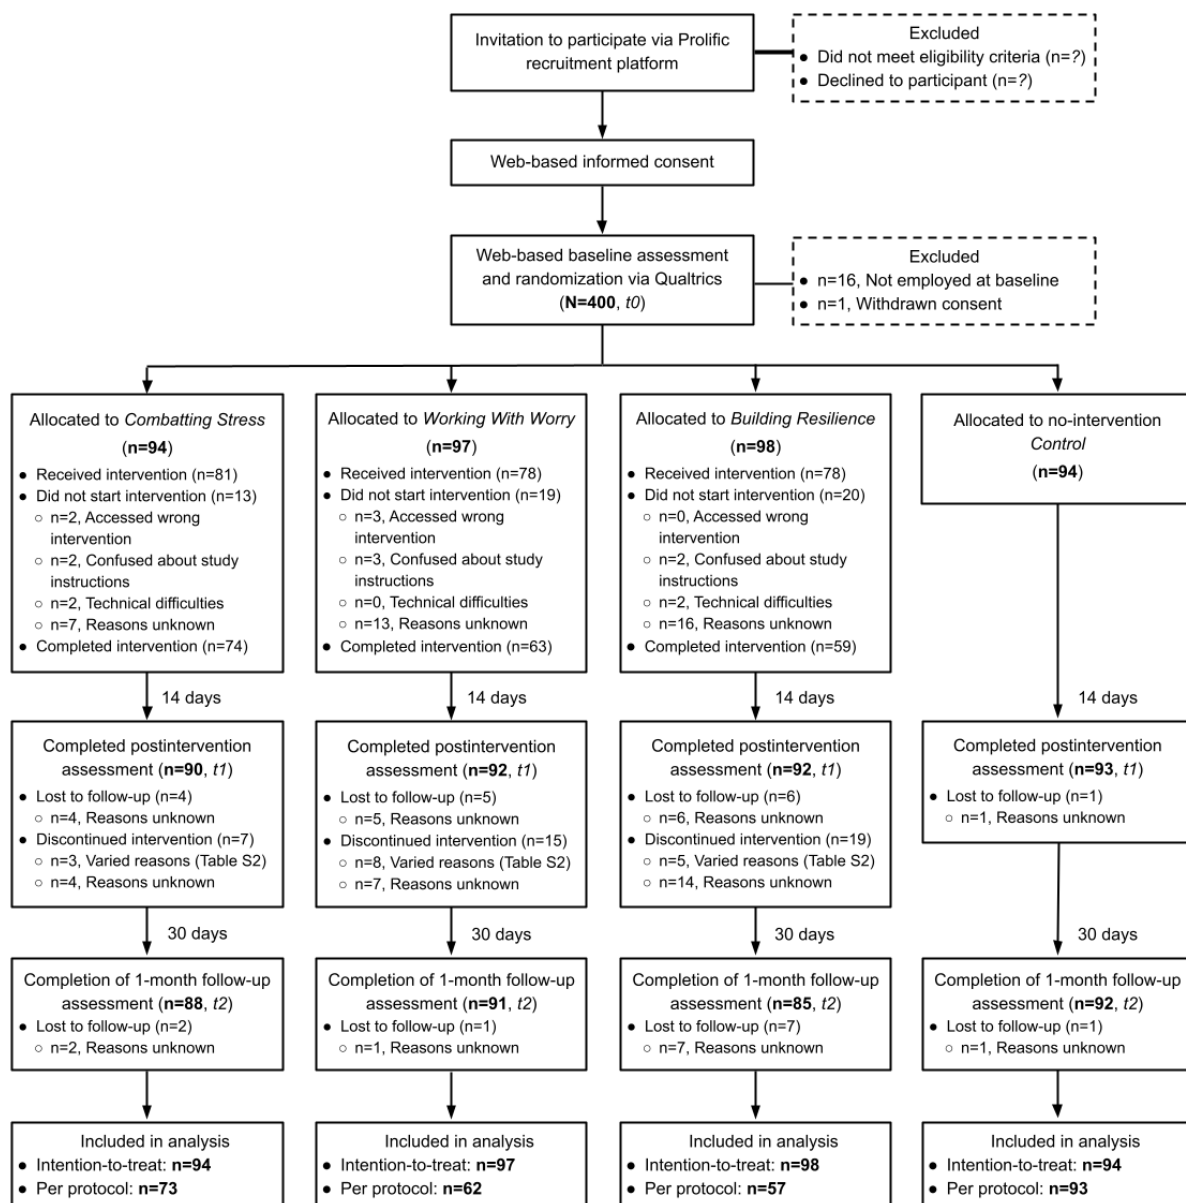 Invitation to participate via Prolific
recruitment platform
Excluded
● Did not meet eligibility criteria (n=?)
● Declined to participant (n=?)
Web-based informed consent
Web-based baseline assessment
and randomization via Qualtrics
(N=400, t0)
Excluded
● n=16, Not employed at baseline
● n=1, Withdrawn consent
Allocated to Combatting Stress
(n=94)
● Received intervention (n=81)
● Did not start intervention (n=13)
○ n=2, Accessed wrong
intervention
○ n=2, Confused about study
instructions
○ n=2, Technical difficulties
○ n=7, Reasons unknown
● Completed intervention (n=74)
Allocated to Working With Worry
(n=97)
● Received intervention (n=78)
● Did not start intervention (n=19)
○ n=3, Accessed wrong
intervention
○ n=3, Confused about study
instructions
○ n=0, Technical difficulties
○ n=13, Reasons unknown
● Completed intervention (n=63)
Allocated to Building Resilience
(n=98)
● Received intervention (n=78)
● Did not start intervention (n=20)
○ n=0, Accessed wrong
intervention
○ n=2, Confused about study
instructions
○ n=2, Technical difficulties
○ n=16, Reasons unknown
● Completed intervention (n=59)
Allocated to no-intervention
Control
(n=94)
14 days
14 days
14 days
14 days
Completed postintervention
assessment (n=90, t1)
● Lost to follow-up (n=4)
○ n=4, Reasons unknown
● Discontinued intervention (n=7)
○ n=3, Varied reasons (Table S2)
○ n=4, Reasons unknown
Completed postintervention
assessment (n=92, t1)
● Lost to follow-up (n=5)
○ n=5, Reasons unknown
● Discontinued intervention (n=15)
○ n=8, Varied reasons (Table S2)
○ n=7, Reasons unknown
Completed postintervention
assessment (n=92, t1)
● Lost to follow-up (n=6)
○ n=6, Reasons unknown
● Discontinued intervention (n=19)
○ n=5, Varied reasons (Table S2)
○ n=14, Reasons unknown
Completed postintervention
assessment (n=93, t1)
● Lost to follow-up (n=1)
○ n=1, Reasons unknown
30 days
30 days
30 days
30 days
Completion of 1-month follow-up
assessment (n=88, t2)
● Lost to follow-up (n=2)
○ n=2, Reasons unknown
Completion of 1-month follow-up
assessment (n=91, t2)
● Lost to follow-up (n=1)
○ n=1, Reasons unknown
Completion of 1-month follow-up
assessment (n=85, t2)
● Lost to follow-up (n=7)
○ n=7, Reasons unknown
Completion of 1-month follow-up
assessment (n=92, t2)
● Lost to follow-up (n=1)
○ n=1, Reasons unknown
Included in analysis
● Intention-to-treat: n=94
● Per protocol: n=73
Included in analysis
● Intention-to-treat: n=97
● Per protocol: n=62
Included in analysis
● Intention-to-treat: n=98
● Per protocol: n=57
Included in analysis
● Intention-to-treat: n=94
● Per protocol: n=93